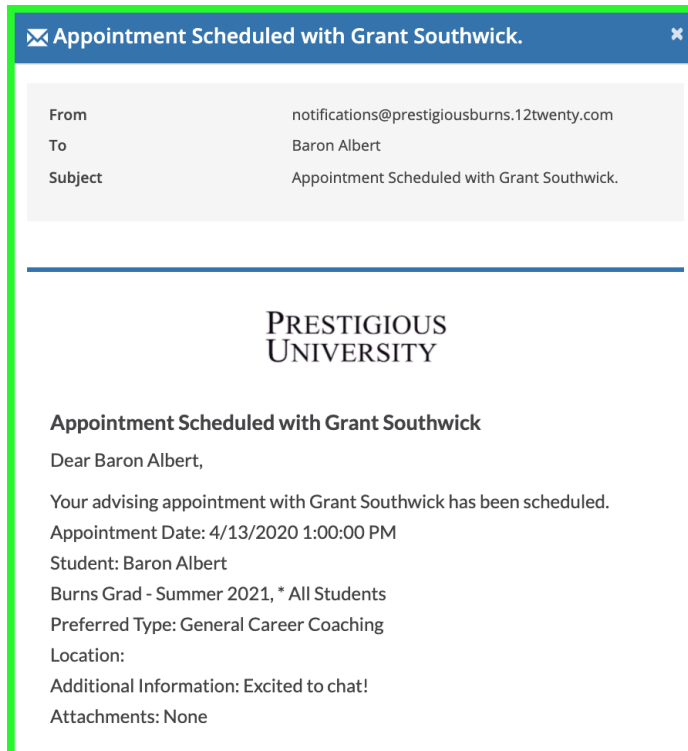 Appointment Scheduled with Grant Southwick.
From notifications@prestigiousburns.12twenty.com
To Baron Albert
Subject Appointment Scheduled with Grant Southwick.
PRESTIGIOUS
UNIVERSITY
Appointment Scheduled with Grant Southwick
Dear Baron Albert,
Your advising appointment with Grant Southwick has been scheduled.
Appointment Date: 4/13/2020 1:00:00 PM
Student: Baron Albert
Burns Grad - Summer 2021, * All Students
Preferred Type: General Career Coaching
Location:
Additional Information: Excited to chat!
Attachments: None